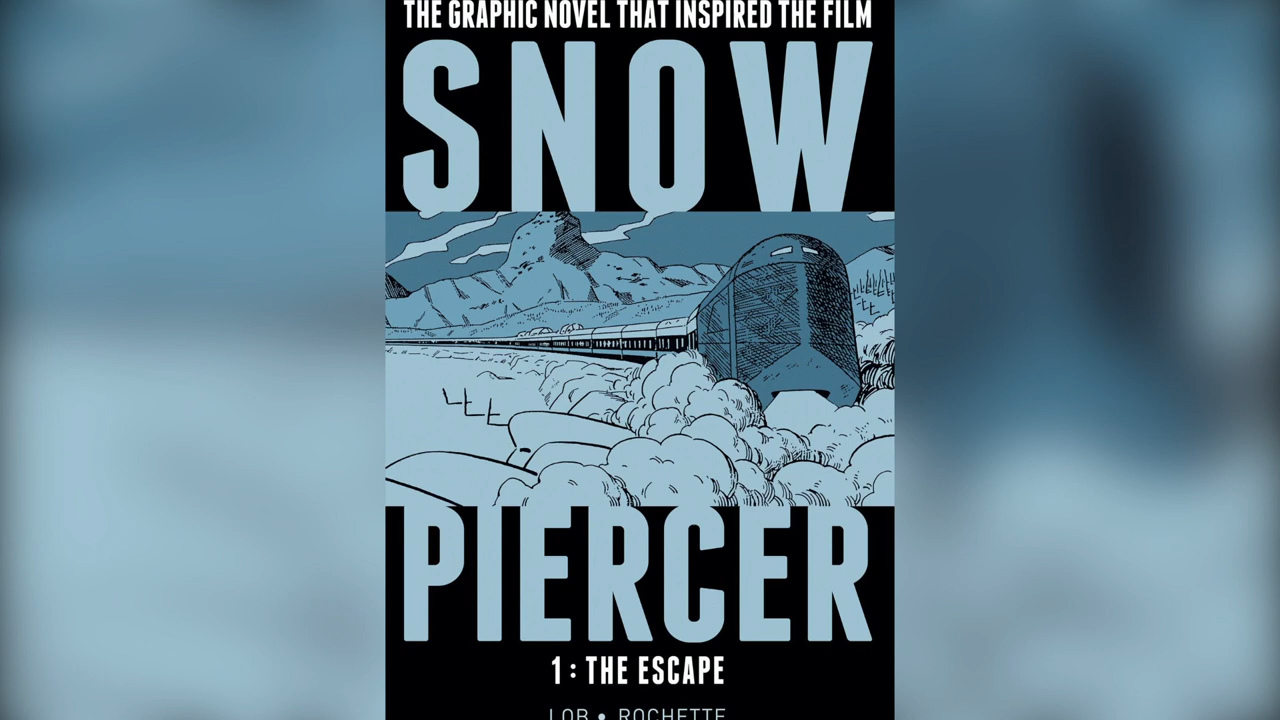 THE GRAPHIC NOVEL THAT INSPIRED THE FILM
SNOW
PIERCER
1: THE ESCAPE
LOB • ROCHETTE